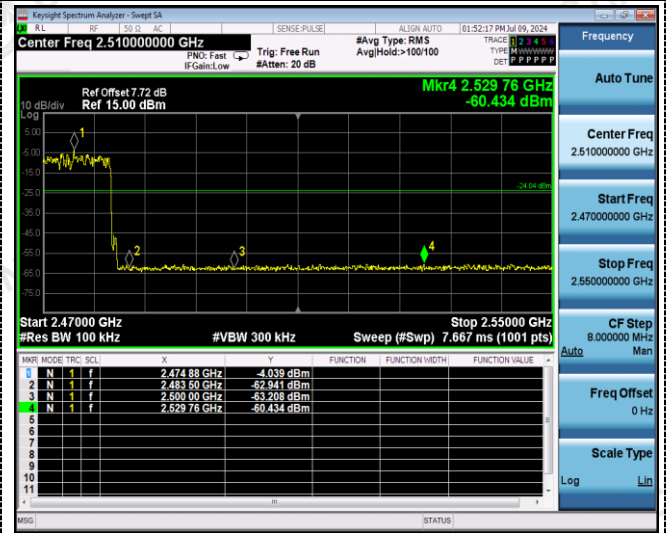 Keysight Spectrum Analyzer - Swept SA
RL RF 50 Ω AC SENSE:PULSE ALIGN AUTO 01:52:17 PM Jul 09, 2024
Center Freq 2.510000000 GHz
PNO: Fast
IFGain:Low
Trig: Free Run
#Atten: 20 dB
#Avg Type: RMS
Avg|Hold:>100/100
TRACE 1 2 3 4 5 6
TYPE M W W W W W
DET P P P P P P
Ref Offset 7.72 dB
10 dB/div Ref 15.00 dBm
Log
Mkr4 2.529 76 GHz
-60.434 dBm
5.00
-5.00
-15.0
-25.0
-35.0
-45.0
-55.0
-65.0
-75.0
1
2
3
4
-24.04 dBm
Start 2.47000 GHz Stop 2.55000 GHz
#Res BW 100 kHz #VBW 300 kHz Sweep (#Swp) 7.667 ms (1001 pts)
MKR MODE TRC SCL X Y FUNCTION FUNCTION WIDTH FUNCTION VALUE
1 N 1 f 2.474 88 GHz -4.039 dBm
2 N 1 f 2.483 50 GHz -62.941 dBm
3 N 1 f 2.500 00 GHz -63.208 dBm
4 N 1 f 2.529 76 GHz -60.434 dBm
5
6
7
8
9
10
11
MSG STATUS
Frequency
Auto Tune
Center Freq
2.510000000 GHz
Start Freq
2.470000000 GHz
Stop Freq
2.550000000 GHz
CF Step
8.000000 MHz
Auto Man
Freq Offset
0 Hz
Scale Type
Log Lin